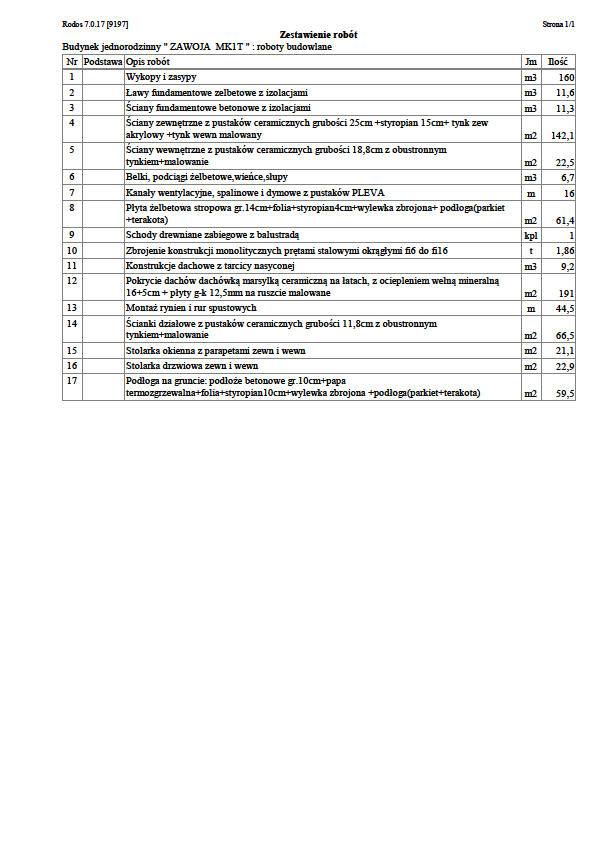 Rodos 7.0.17 [9197] Strona 1/1
Zestawienie robót
Budynek jednorodzinny " ZAWOJA MK1T " : roboty budowlane
Nr Podstawa Opis robót Jm Ilość
1 Wykopy i zasypy m3 160
2 Ławy fundamentowe zelbetowe z izolacjami m3 11,6
3 Ściany fundamentowe betonowe z izolacjami m3 11,3
4 Ściany zewnętrzne z pustaków ceramicznych grubości 25cm +styropian 15cm+ tynk zew
akrylowy +tynk wewn malowany m2 142,1
5 Ściany wewnętrzne z pustaków ceramicznych grubości 18,8cm z obustronnym
tynkiem+malowanie m2 22,5
6 Belki, podciągi żelbetowe,wieńce,słupy m3 6,7
7 Kanały wentylacyjne, spalinowe i dymowe z pustaków PLEVA m 16
8 Płyta żelbetowa stropowa gr.14cm+folia+styropian4cm+wylewka zbrojona+ podłoga(parkiet
+terakota) m2 61,4
9 Schody drewniane zabiegowe z balustradą kpl 1
10 Zbrojenie konstrukcji monolitycznych prętami stalowymi okrągłymi fi6 do fi16 t 1,86
11 Konstrukcje dachowe z tarcicy nasyconej m3 9,2
12 Pokrycie dachów dachówką marsylką ceramiczną na łatach, z ociepleniem wełną mineralną
16+5cm + płyty g-k 12,5mm na ruszcie malowane m2 191
13 Montaż rynien i rur spustowych m 44,5
14 Ścianki działowe z pustaków ceramicznych grubości 11,8cm z obustronnym
tynkiem+malowanie m2 66,5
15 Stolarka okienna z parapetami zewn i wewn m2 21,1
16 Stolarka drzwiowa zewn i wewn m2 22,9
17 Podłoga na gruncie: podłoże betonowe gr.10cm+papa
termozgrzewalna+folia+styropian10cm+wylewka zbrojona +podłoga(parkiet+terakota) m2 59,5